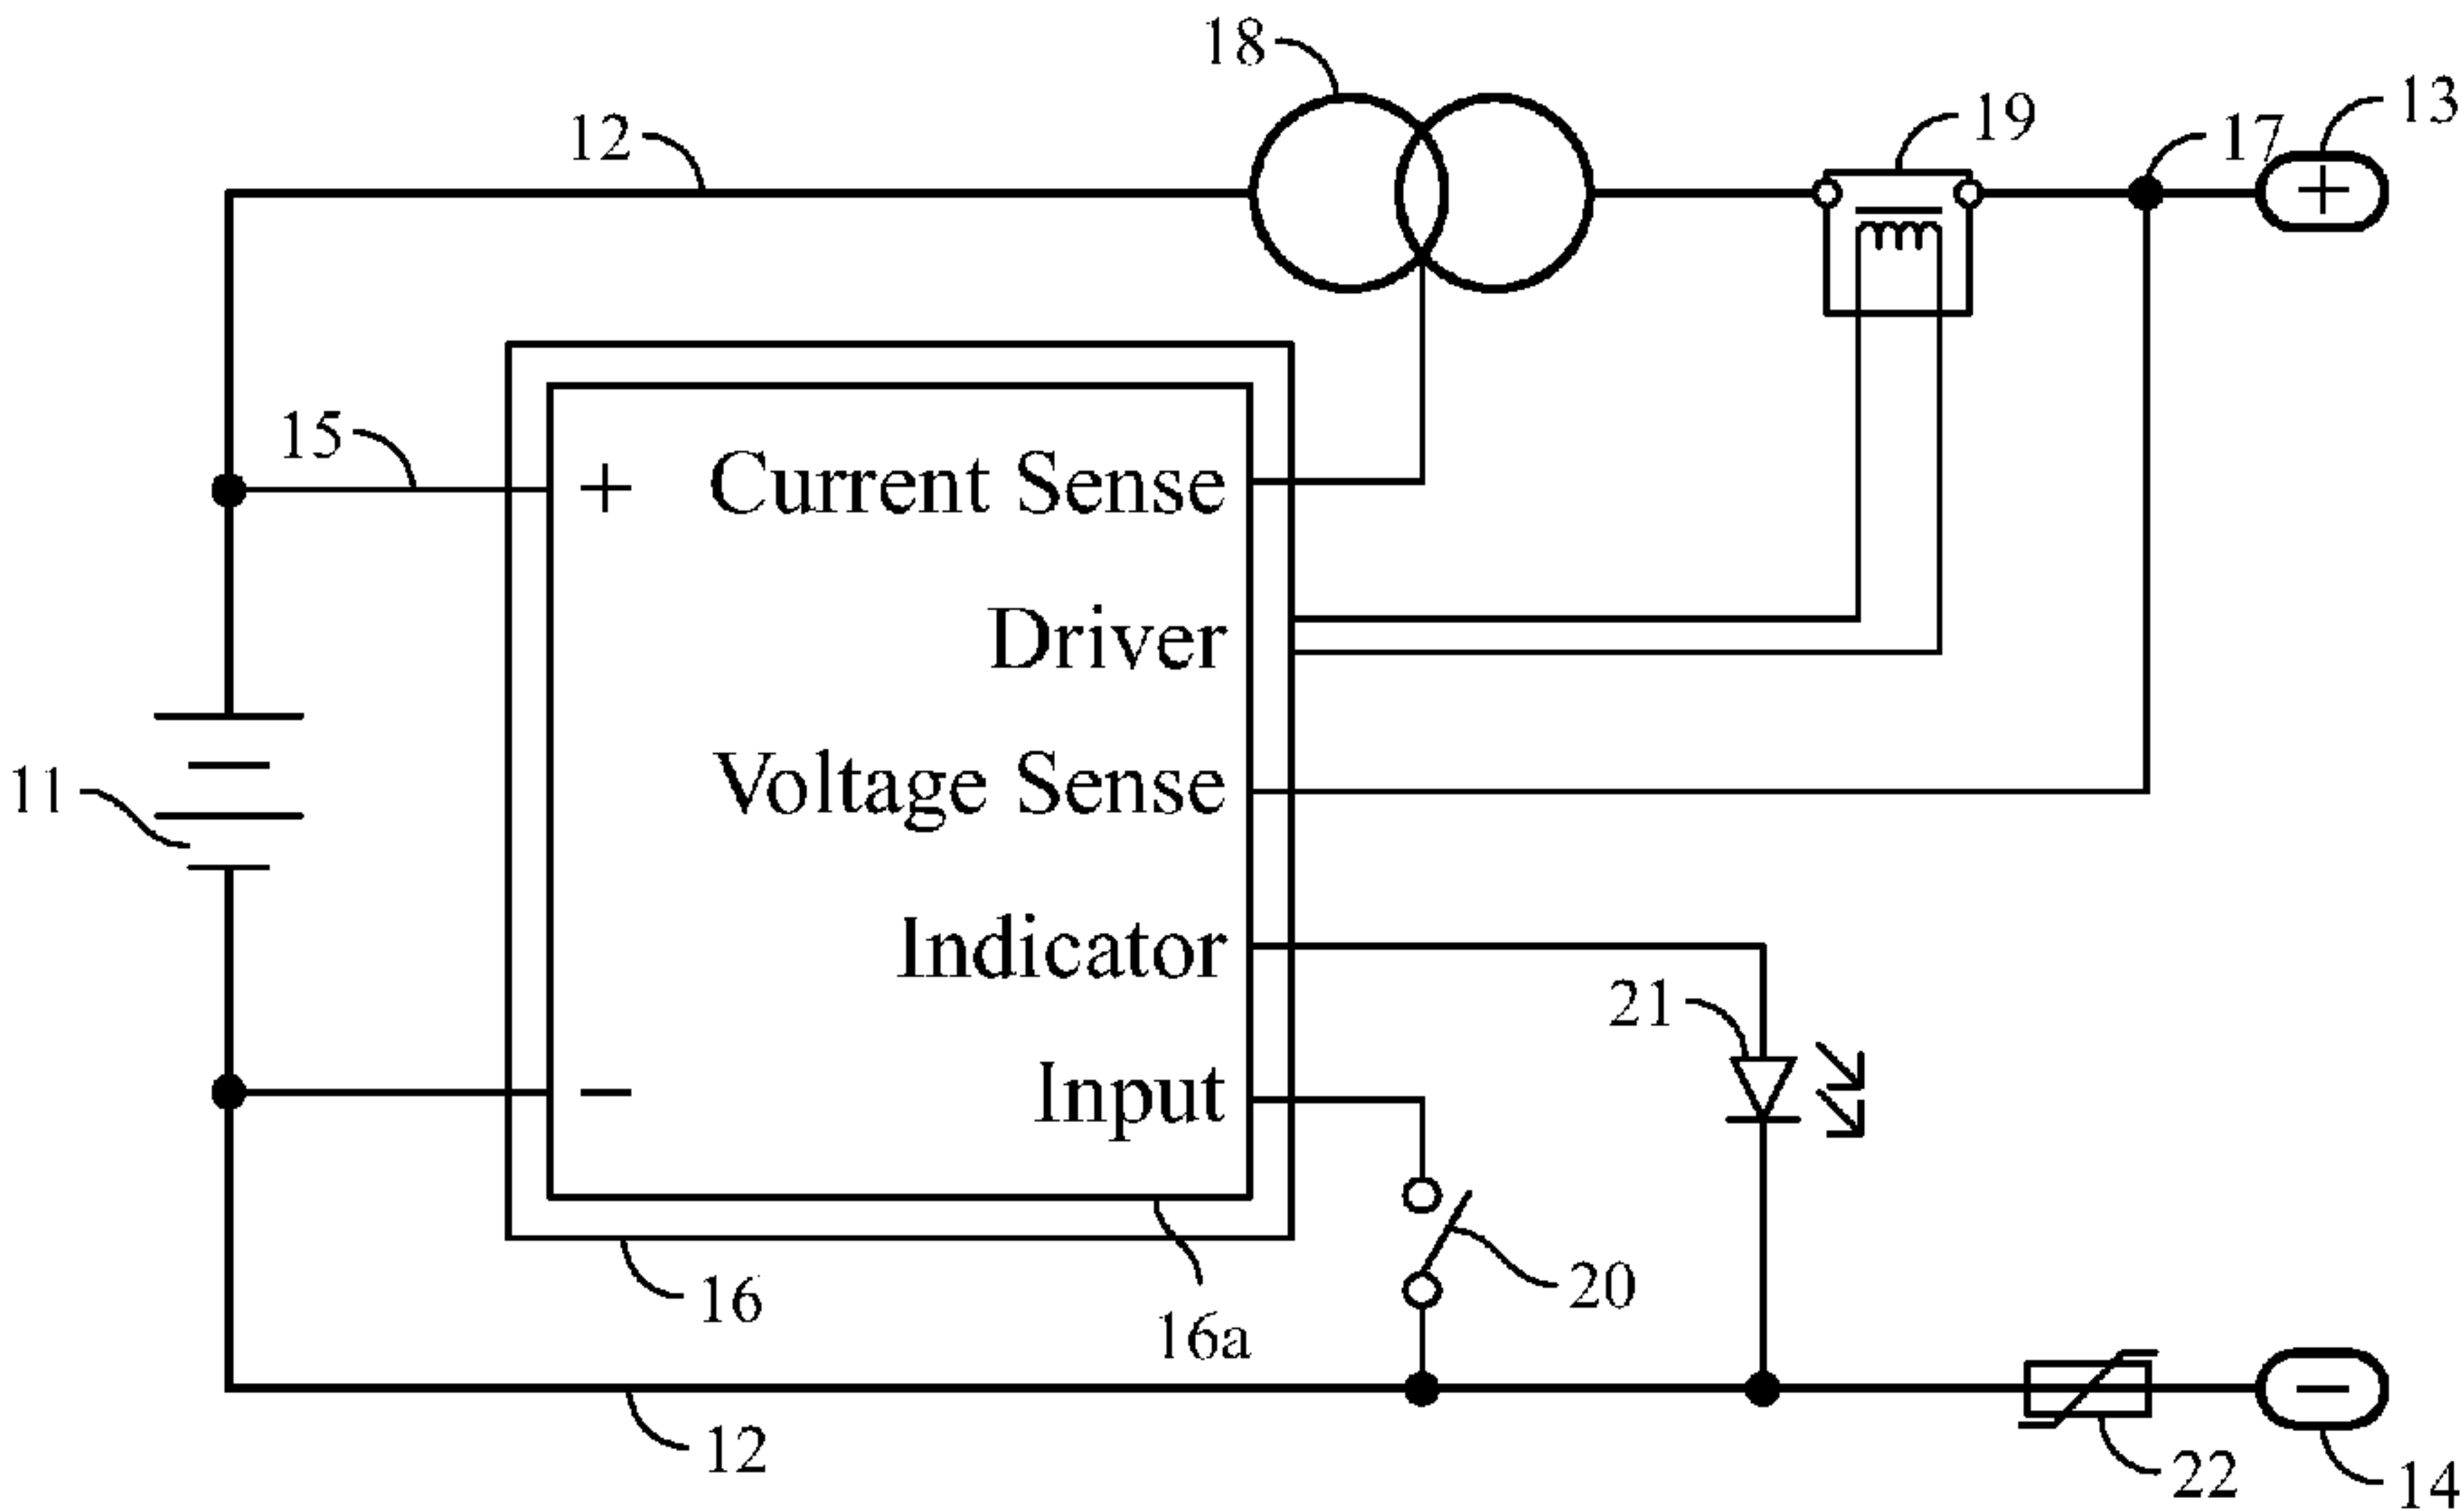 18
19
13
12
17
+
15
+ Current Sense
Driver
11
Voltage Sense
Indicator
21
− Input
20
16
16a
−
12
22
14